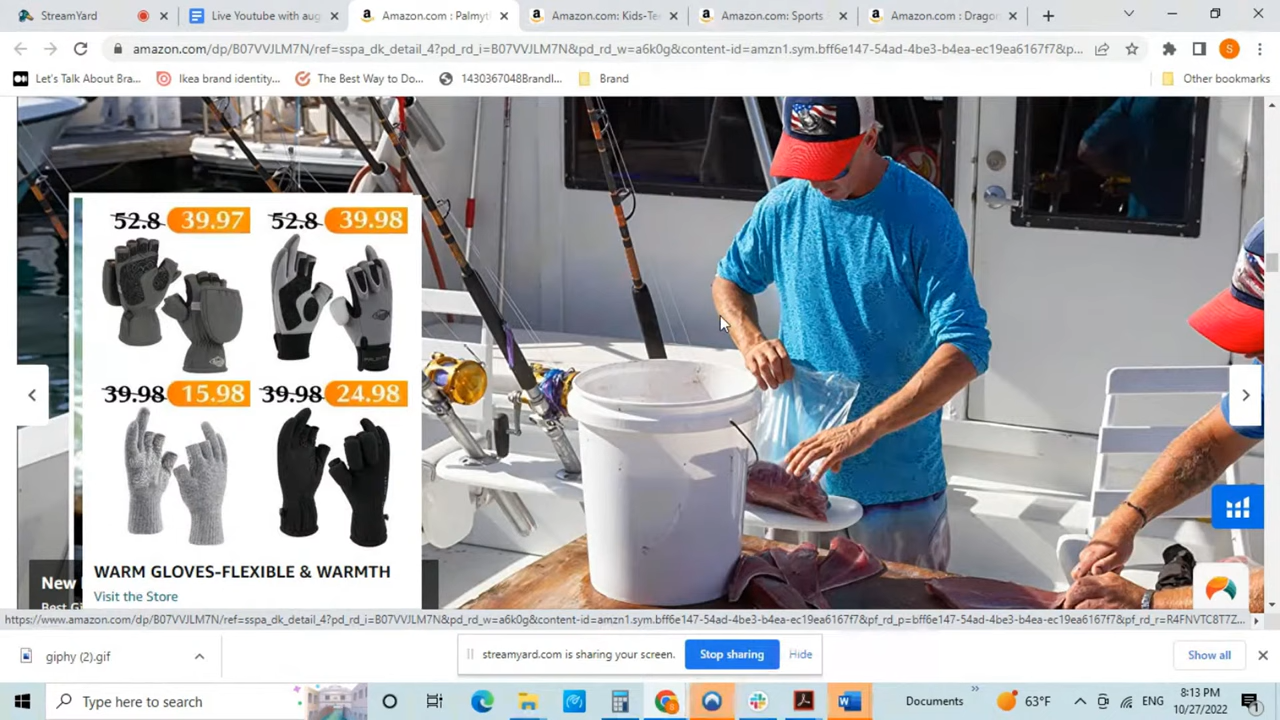 StreamYard
Live Youtube with aug
Amazon.com : Palmyt
Amazon.com: Kids-Te
Amazon.com: Sports
Amazon.com : Drago
amazon.com/dp/B07VVJLM7N/ref=sspa_dk_detail_4?pd_rd_i=B07VVJLM7N&pd_rd_w=a6k0g&content-id=amzn1.sym.bff6e147-54ad-4be3-b4ea-ec19ea6167f7&p...
S
Let's Talk About Bra...
Ikea brand identity...
The Best Way to Do...
1430367048BrandI...
Brand
Other bookmarks
52.8 39.97 52.8 39.98
39.98 15.98 39.98 24.98
WARM GLOVES-FLEXIBLE & WARMTH
New
Visit the Store
Best
https://www.amazon.com/dp/B07VVJLM7N/ref=sspa_dk_detail_4?pd_rd_i=B07VVJLM7N&pd_rd_w=a6k0g&content-id=amzn1.sym.bff6e147-54ad-4be3-b4ea-ec19ea6167f7&pf_rd_p=bff6e147-54ad-4be3-b4ea-ec19ea6167f7&pf_rd_r=R4FNVTC8T7Z...
giphy (2).gif
streamyard.com is sharing your screen.
Stop sharing
Hide
Show all
Type here to search
Documents
63°F
ENG
8:13 PM
10/27/2022
1